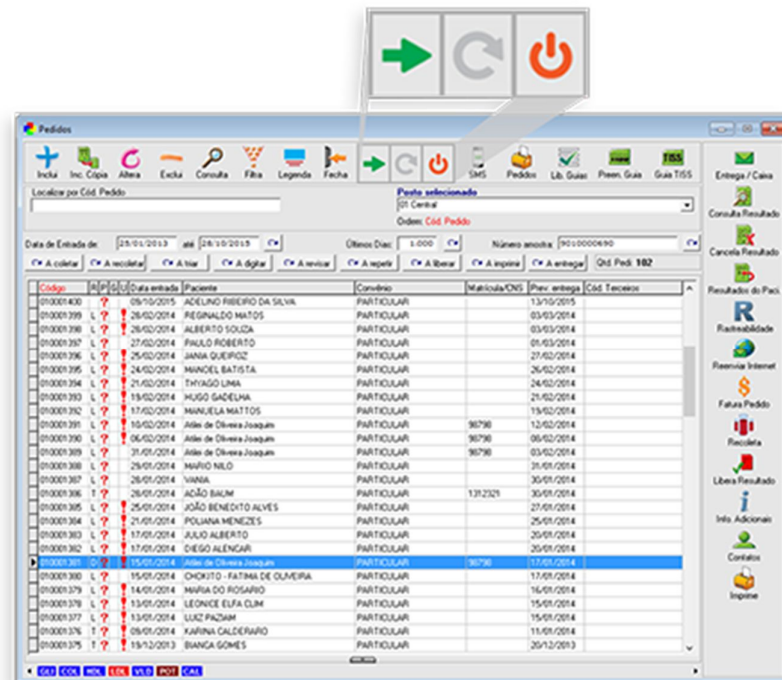 Pedidos
Inclui Inc. Cópia Altera Exclui Consulta Filtra Legenda Fecha SMS Pedidos Lib. Guias Preen. Guia Guia TISS
TISS
Localizar por Cód. Pedido
Posto selecionado
01 Central
Ordem: Cód. Pedido
Data de Entrada de: 25/01/2013 até 28/10/2015 Últimos Dias: 1.000 Número amostra: 9010000690
A coletar A recoletar A triar A digitar A revisar A repetir A liberar A imprimir A entregar Qtd. Pedi 102
Código R P G U Data entrada Paciente Convênio Matrícula/CNS Prev. entrega Cód. Terceiros
010001400 ? 09/10/2015 ADELINO RIBEIRO DA SILVA PARTICULAR 13/10/2015
010001399 L ? ! 28/02/2014 REGINALDO MATOS PARTICULAR 03/03/2014
010001398 L ? ! 28/02/2014 ALBERTO SOUZA PARTICULAR 03/03/2014
010001397 L ? 27/02/2014 PAULO ROBERTO PARTICULAR 01/03/2014
010001396 L ? ! 25/02/2014 JANIA QUEIROZ PARTICULAR 27/02/2014
010001395 L ? ! 24/02/2014 MANOEL BATISTA PARTICULAR 26/02/2014
010001394 L ? ! 21/02/2014 THYAGO LIMA PARTICULAR 24/02/2014
010001393 L ? ! 19/02/2014 HUGO GADELHA PARTICULAR 21/02/2014
010001392 L ? ! 17/02/2014 MANUELA MATTOS PARTICULAR 19/02/2014
010001391 L ? ! 10/02/2014 Atilei de Oliveira Joaquim PARTICULAR 98798 12/02/2014
010001390 L ? ! 06/02/2014 Atilei de Oliveira Joaquim PARTICULAR 98798 08/02/2014
010001389 L ? 31/01/2014 Atilei de Oliveira Joaquim PARTICULAR 98798 03/02/2014
010001388 L ? 29/01/2014 MARIO NILO PARTICULAR 31/01/2014
010001387 L ? 28/01/2014 VANIA PARTICULAR 30/01/2014
010001386 T ? 28/01/2014 ADÃO BAUM PARTICULAR 1312321 30/01/2014
010001385 L ? ! 25/01/2014 JOÃO BENEDITO ALVES PARTICULAR 27/01/2014
010001384 L ? ! 21/01/2014 POLIANA MENEZES PARTICULAR 25/01/2014
010001383 L ? ! 17/01/2014 JULIO ALBERTO PARTICULAR 20/01/2014
010001382 L ? ! 17/01/2014 DIEGO ALENCAR PARTICULAR 20/01/2014
010001381 D ? ! 15/01/2014 Atilei de Oliveira Joaquim PARTICULAR 98798 17/01/2014
010001380 L ? 15/01/2014 CHOKITO - FATIMA DE OLIVEIRA PARTICULAR 17/01/2014
010001379 L ? ! 14/01/2014 MARIA DO ROSARIO PARTICULAR 16/01/2014
010001378 L ? ! 13/01/2014 LEONICE ELFA CLIM PARTICULAR 15/01/2014
010001377 L ? ! 13/01/2014 LUIZ PAZIAM PARTICULAR 15/01/2014
010001376 T ? ! 09/01/2014 KARINA CALDERARO PARTICULAR 11/01/2014
010001375 T ? ! 19/12/2013 BIANCA GOMES PARTICULAR 20/12/2013
GLI COL HDL LDL VLD POT CAL
Entrega / Caixa
Consulta Resultado
Cancela Resultado
Resultados do Paci.
Rastreabilidade
Reenviar Internet
Fatura Pedido
Recoleta
Libera Resultado
Info. Adicionais
Contatos
Imprime